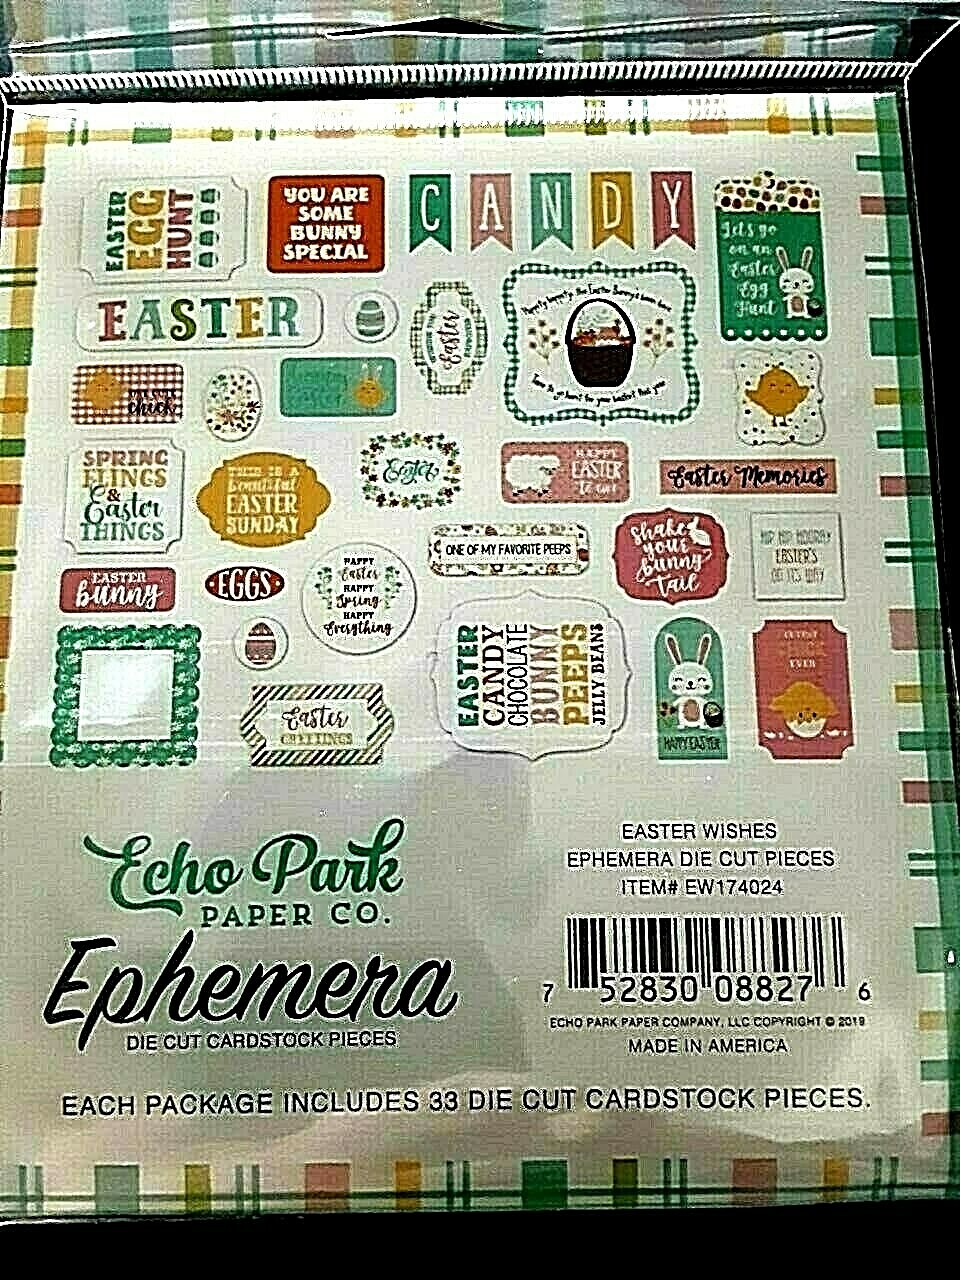 EASTER
EGG
HUNT
YOU ARE
SOME
BUNNY
SPECIAL
CANDY
Let's go
on an
Easter
Egg
Hunt
EASTER
Easter
chick
SPRING
FLINGS
&
Easter
THINGS
THIS IS A
beautiful
EASTER
SUNDAY
Easter
HAPPY
EASTER
Easter Memories
ONE OF MY FAVORITE PEEPS
Shake
your
bunny
Tail
HIP HIP HOORAY
EASTER'S
ON ITS WAY
EASTER
bunny
EGGS
HAPPY
Easter
HAPPY
Spring
HAPPY
Everything
EASTER
CANDY
CHOCOLATE
BUNNY
PEEPS
JELLY BEANS
HAPPY EASTER
CUTEST
EVER
Easter
GREETINGS
Echo Park
PAPER CO.
Ephemera
DIE CUT CARDSTOCK PIECES
EASTER WISHES
EPHEMERA DIE CUT PIECES
ITEM# EW174024
7 52830 08827 6
ECHO PARK PAPER COMPANY, LLC COPYRIGHT © 2018
MADE IN AMERICA
EACH PACKAGE INCLUDES 33 DIE CUT CARDSTOCK PIECES.